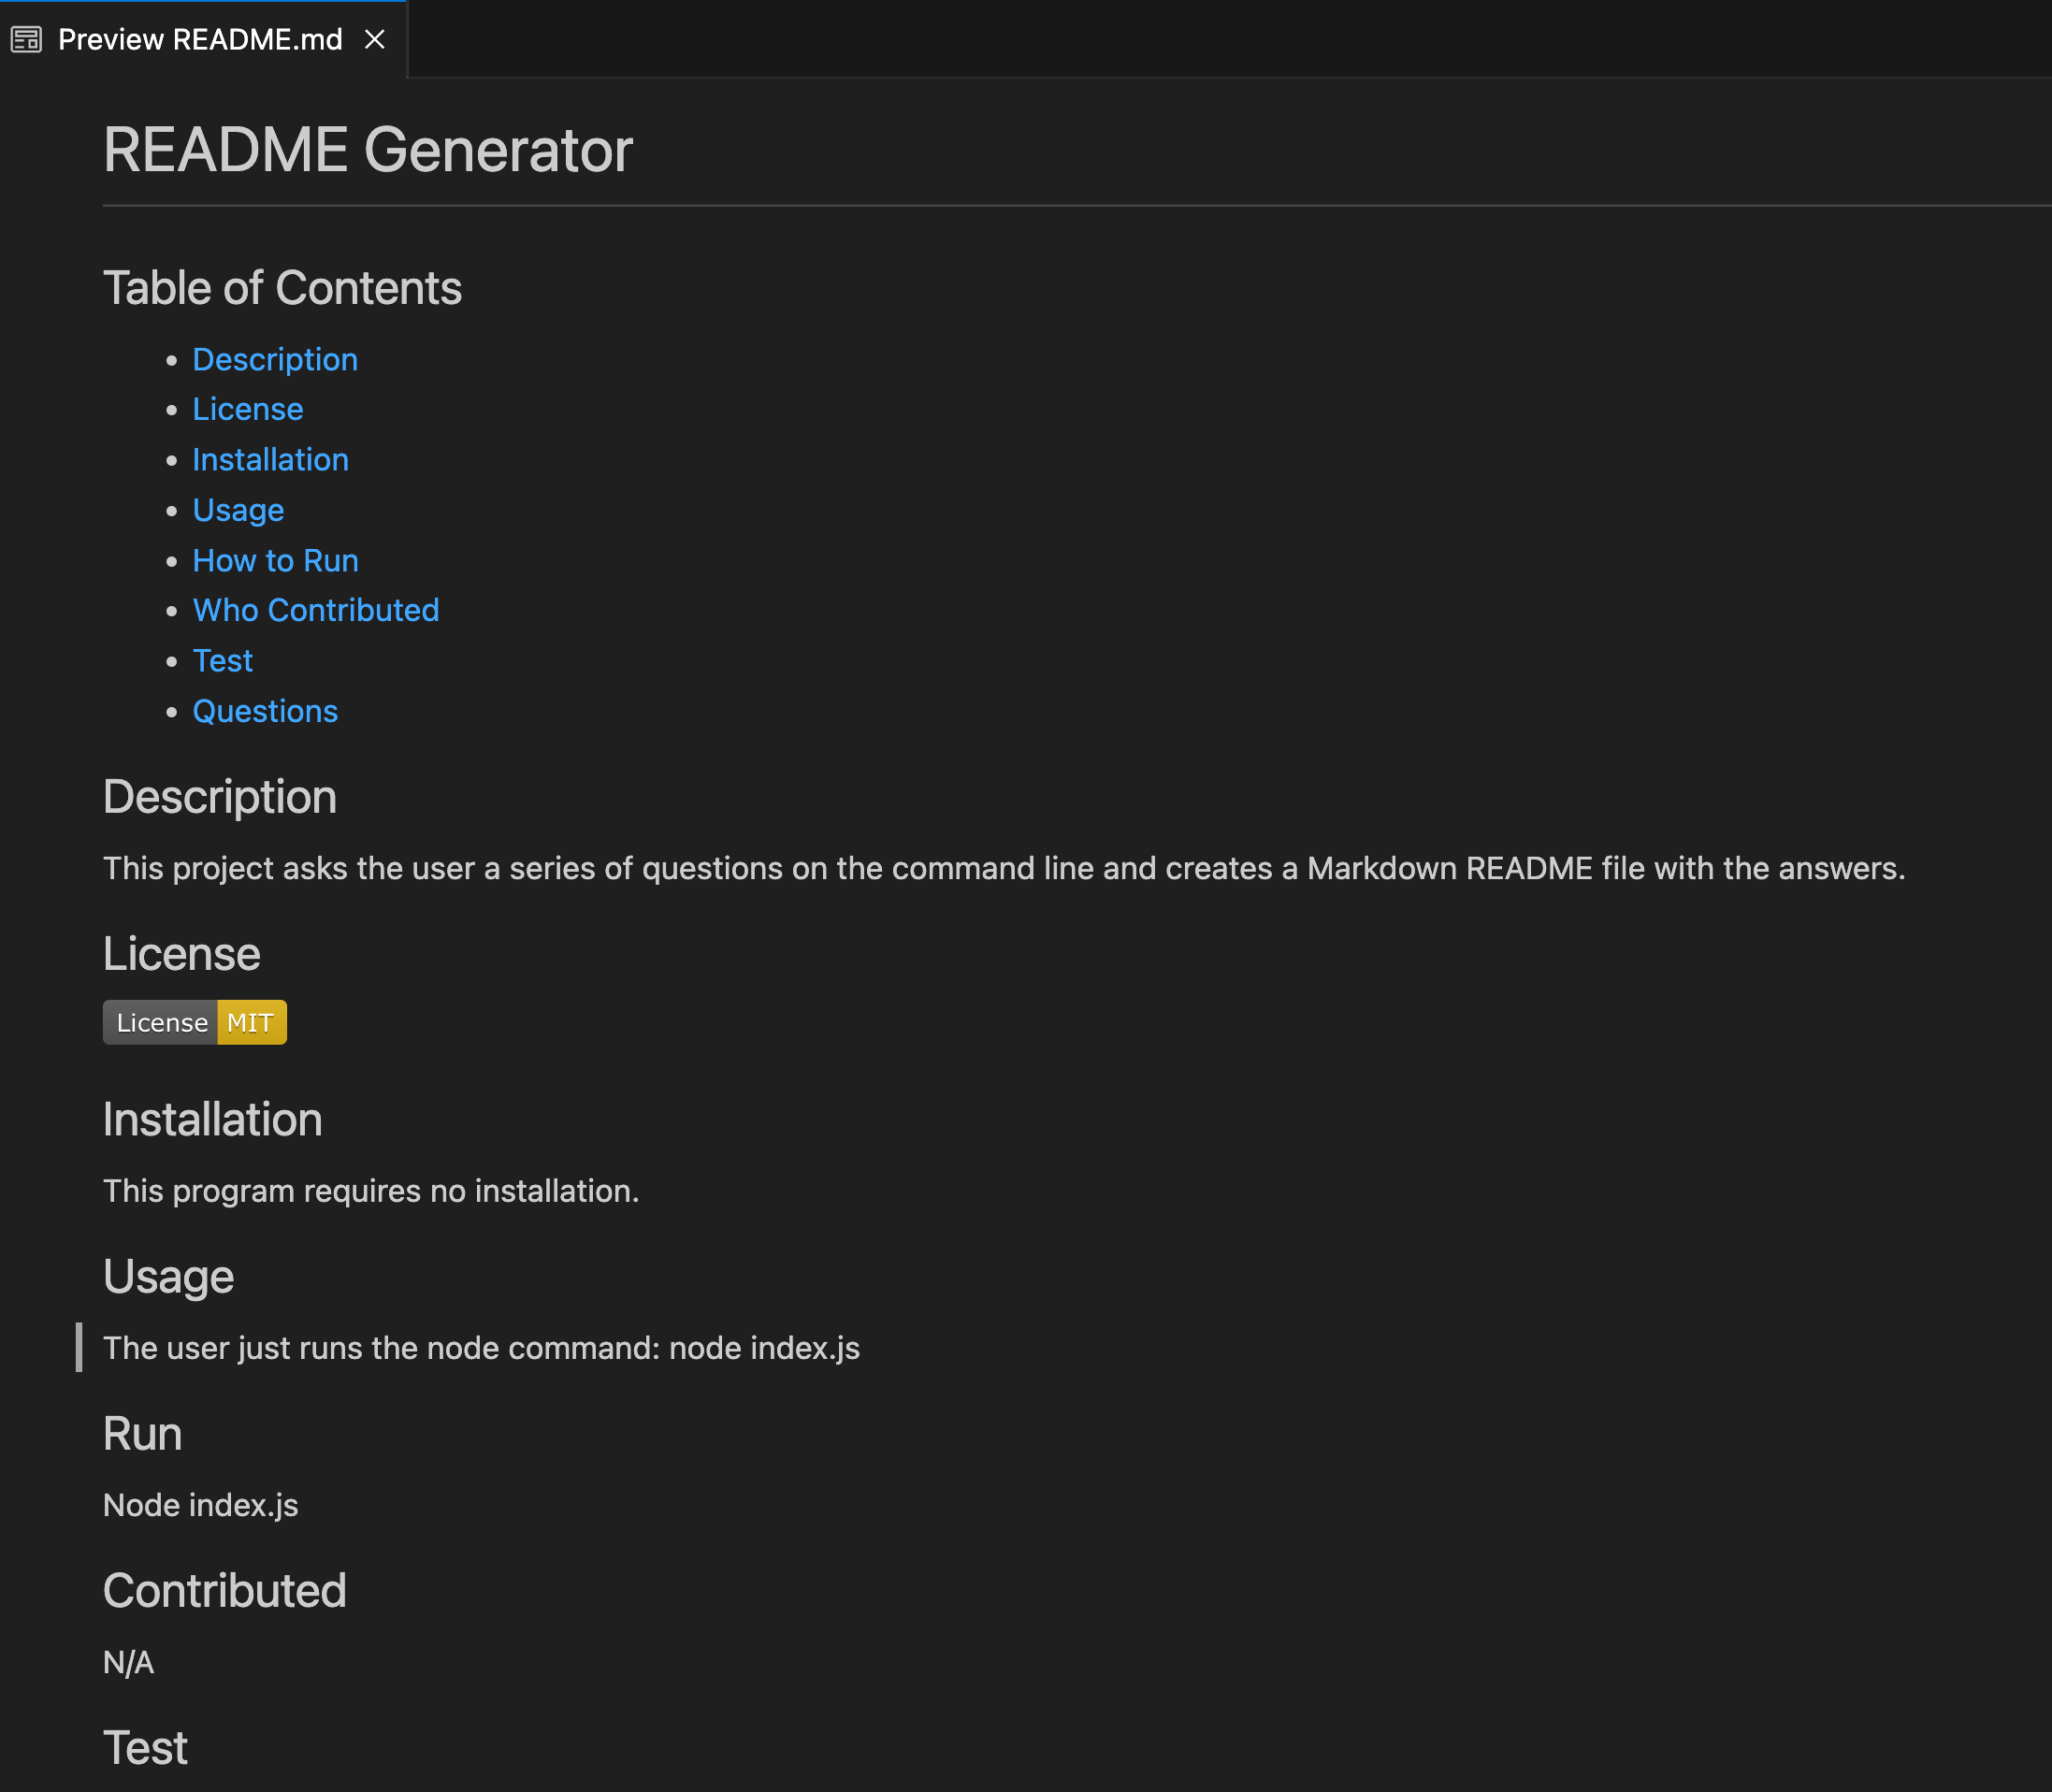 Preview README.md
README Generator
Table of Contents
Description
License
Installation
Usage
How to Run
Who Contributed
Test
Questions
Description
This project asks the user a series of questions on the command line and creates a Markdown README file with the answers.
License
License MIT
Installation
This program requires no installation.
Usage
The user just runs the node command: node index.js
Run
Node index.js
Contributed
N/A
Test